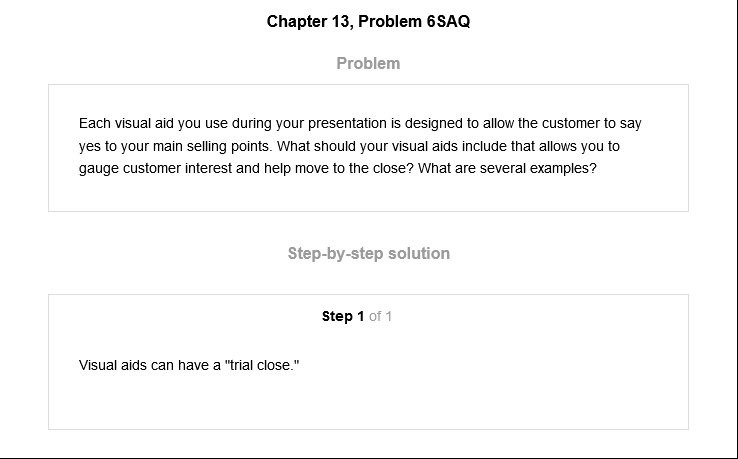 Chapter 13, Problem 6SAQ
Problem
Each visual aid you use during your presentation is designed to allow the customer to say
yes to your main selling points. What should your visual aids include that allows you to
gauge customer interest and help move to the close? What are several examples?
Step-by-step solution
Step 1 of 1
Visual aids can have a "trial close."